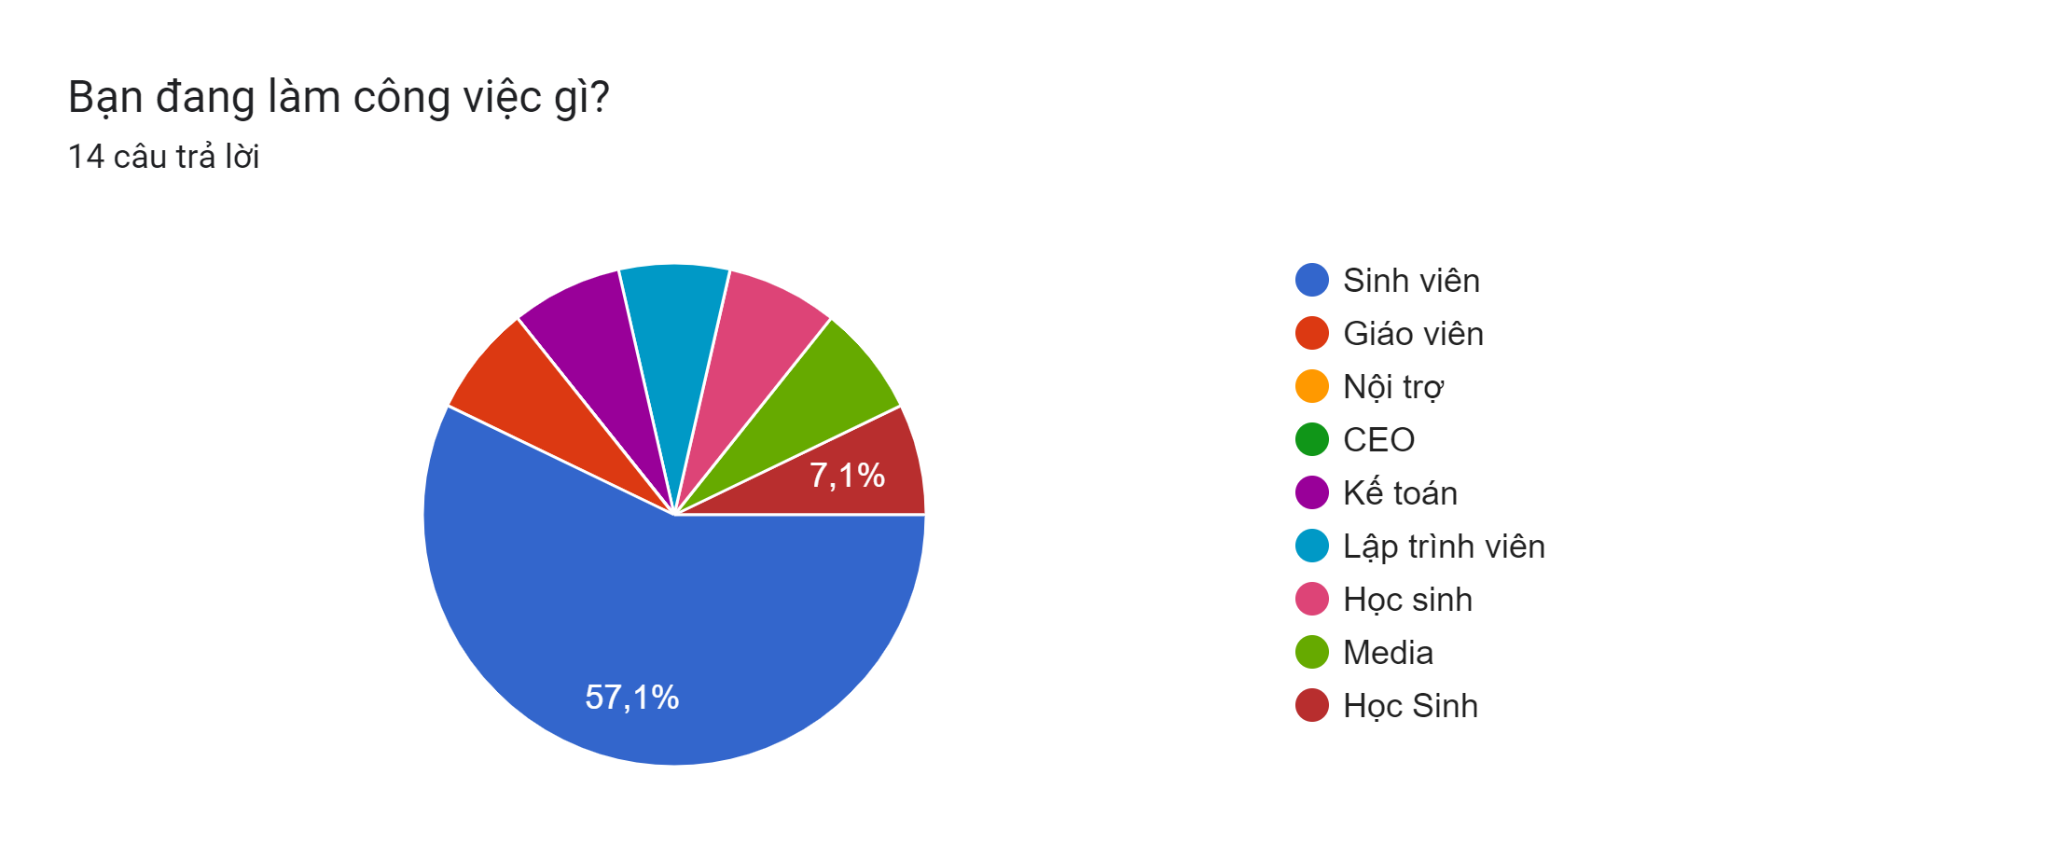 Bạn đang làm công việc gì?
14 câu trả lời
7,1%
57,1%
Sinh viên
Giáo viên
Nội trợ
CEO
Kế toán
Lập trình viên
Học sinh
Media
Học Sinh